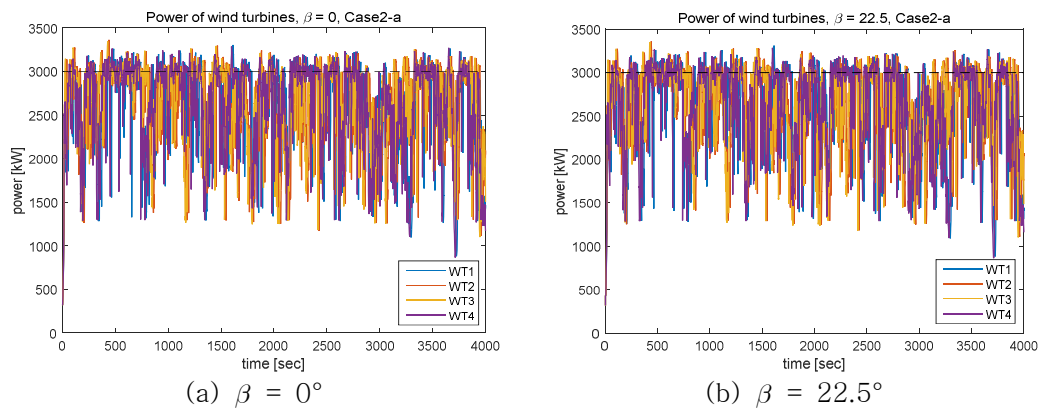 Power of wind turbines, β = 0, Case2-a
3500
3000
2500
2000
1500
1000
500
0
power [kW]
WT1
WT2
WT3
WT4
0 500 1000 1500 2000 2500 3000 3500 4000
time [sec]
(a) β = 0°
Power of wind turbines, β = 22.5, Case2-a
3500
3000
2500
2000
1500
1000
500
0
power [kW]
WT1
WT2
WT3
WT4
0 500 1000 1500 2000 2500 3000 3500 4000
time [sec]
(b) β = 22.5°